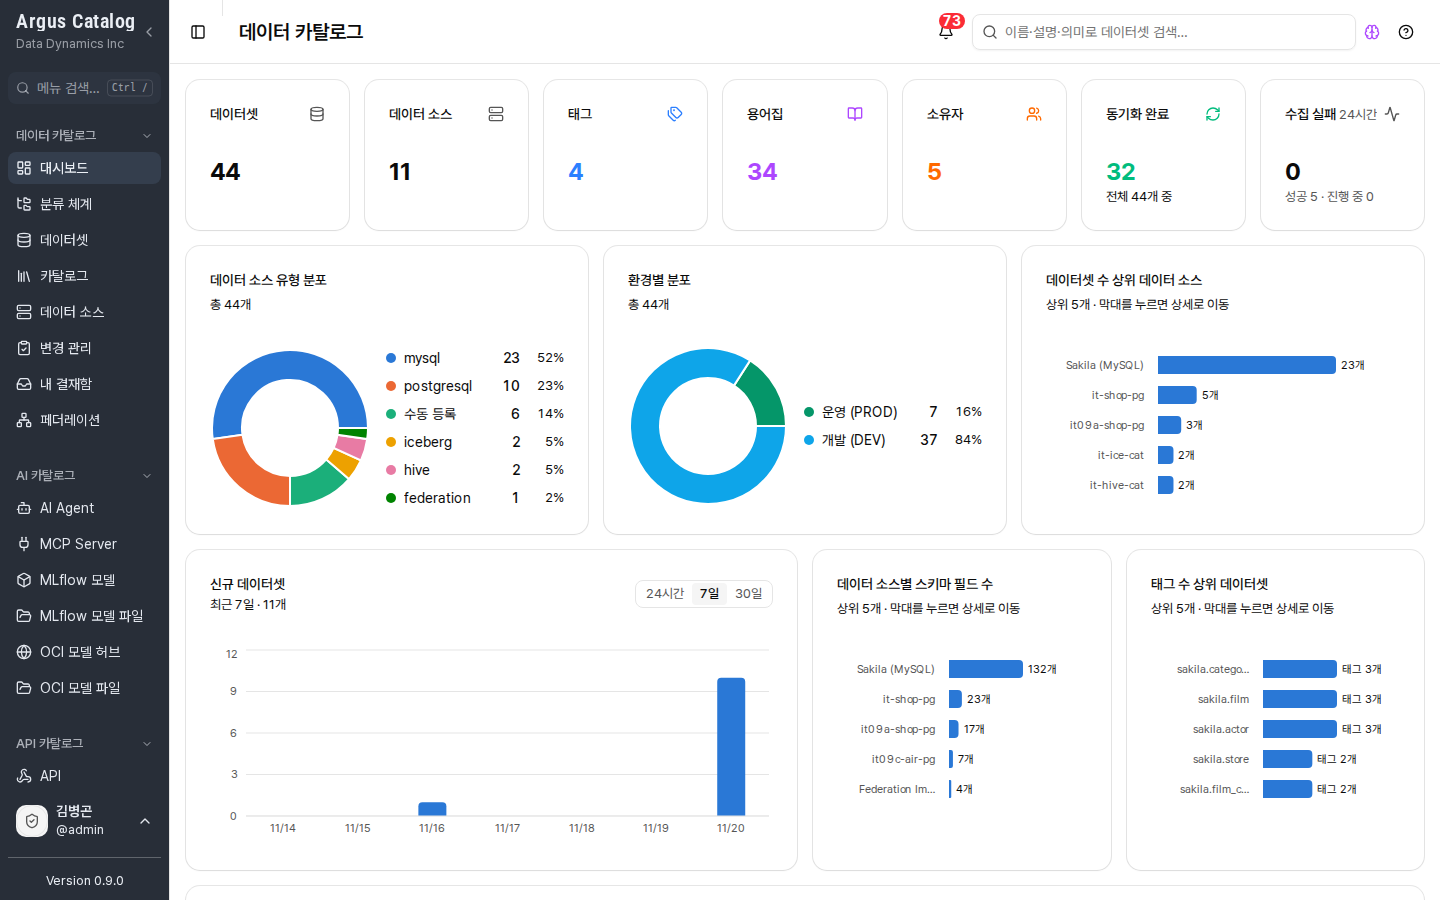 Argus Catalog
Data Dynamics Inc
메뉴 검색... Ctrl /
데이터 카탈로그
대시보드
분류 체계
데이터셋
카탈로그
데이터 소스
변경 관리
내 결재함
페더레이션
AI 카탈로그
AI Agent
MCP Server
MLflow 모델
MLflow 모델 파일
OCI 모델 허브
OCI 모델 파일
API 카탈로그
API
김병곤
@admin
Version 0.9.0
데이터 카탈로그
73
이름·설명·의미로 데이터셋 검색...
데이터셋
44
데이터 소스
11
태그
4
용어집
34
소유자
5
동기화 완료
32
전체 44개 중
수집 실패 24시간
0
성공 5 · 진행 중 0
데이터 소스 유형 분포
총 44개
mysql 23 52%
postgresql 10 23%
수동 등록 6 14%
iceberg 2 5%
hive 2 5%
federation 1 2%
환경별 분포
총 44개
운영 (PROD) 7 16%
개발 (DEV) 37 84%
데이터셋 수 상위 데이터 소스
상위 5개 · 막대를 누르면 상세로 이동
Sakila (MySQL) 23개
it-shop-pg 5개
it09a-shop-pg 3개
it-ice-cat 2개
it-hive-cat 2개
신규 데이터셋
최근 7일 · 11개
24시간 7일 30일
12
9
6
3
0
11/14 11/15 11/16 11/17 11/18 11/19 11/20
데이터 소스별 스키마 필드 수
상위 5개 · 막대를 누르면 상세로 이동
Sakila (MySQL) 132개
it-shop-pg 23개
it09a-shop-pg 17개
it09c-air-pg 7개
Federation Im... 4개
태그 수 상위 데이터셋
상위 5개 · 막대를 누르면 상세로 이동
sakila.catego... 태그 3개
sakila.film 태그 3개
sakila.actor 태그 3개
sakila.store 태그 2개
sakila.film_c... 태그 2개